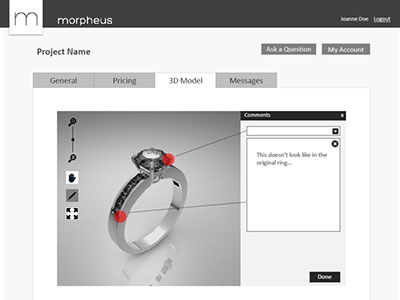 m morpheus
Joanne Doe Logout
Project Name
Ask a Question My Account
General Pricing 3D Model Messages
Comments x
This doesn't look like in the
original ring...
Done